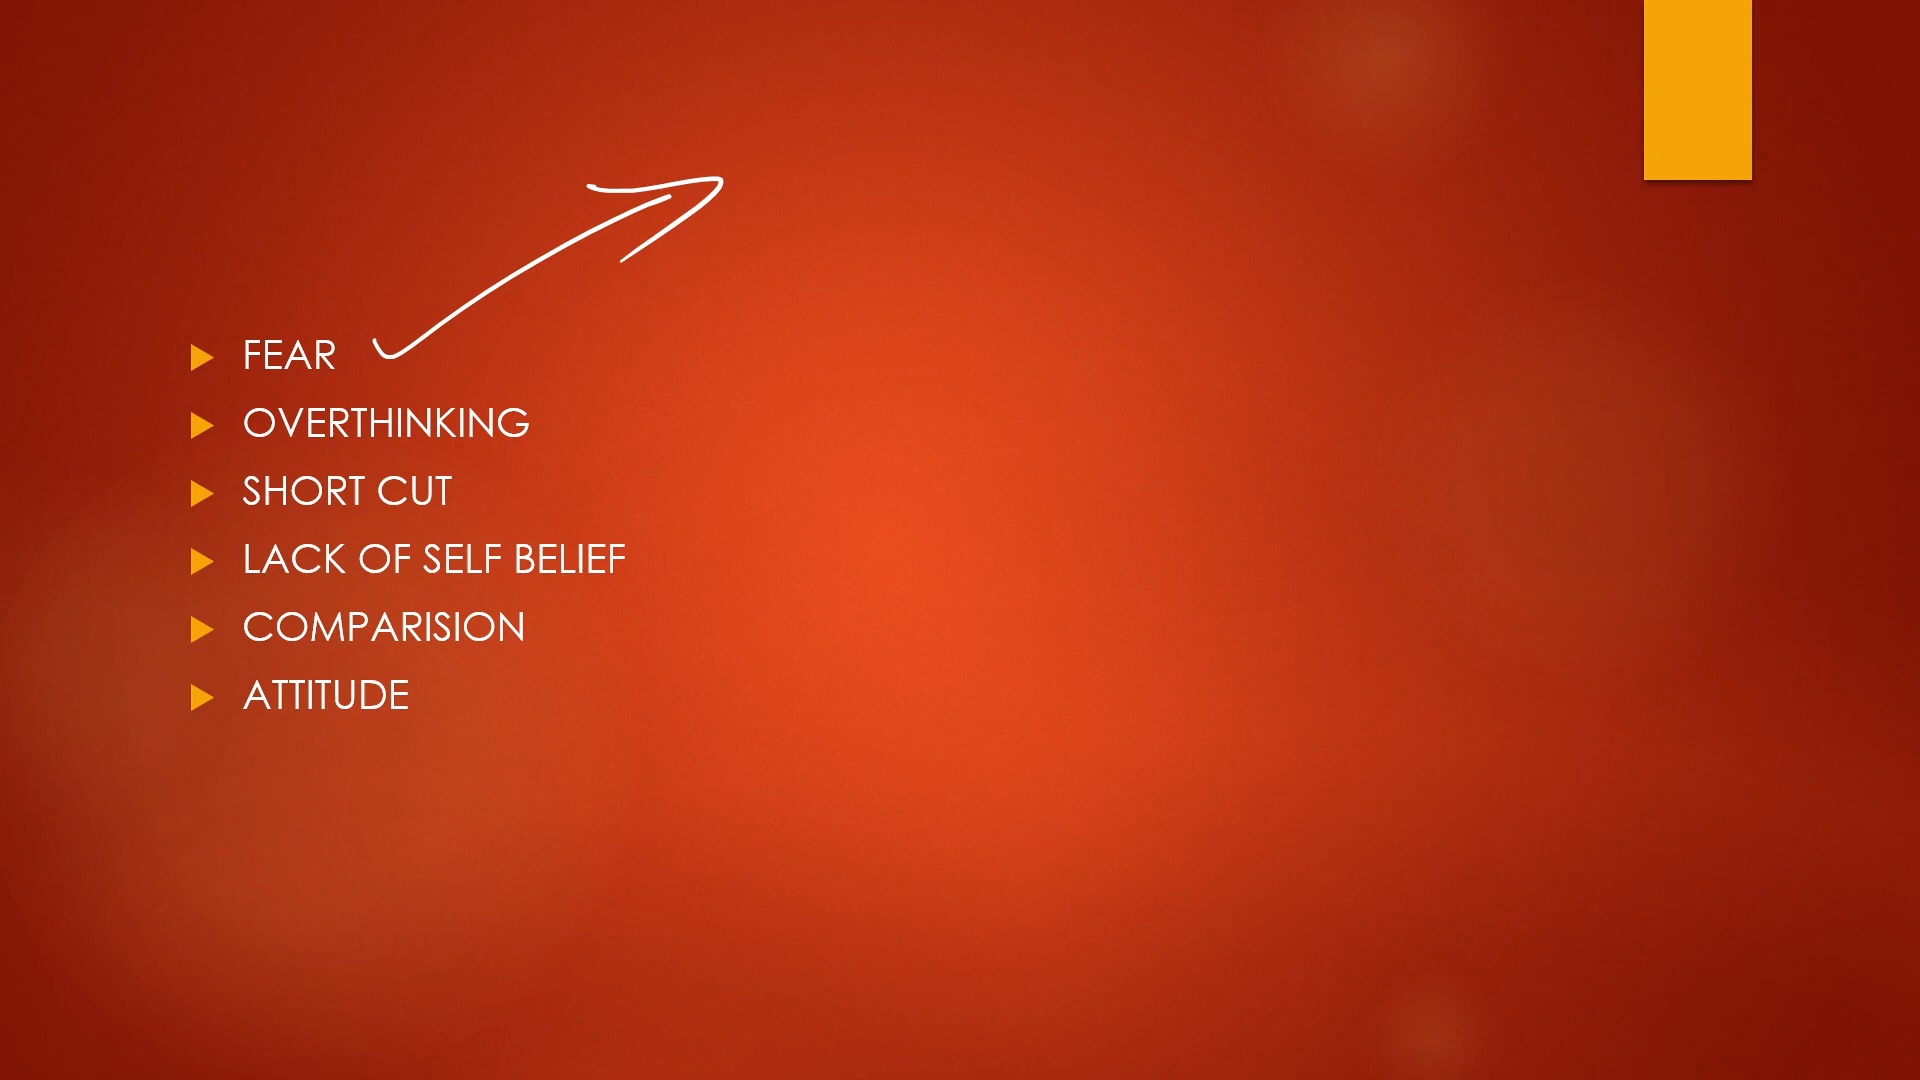 FEAR
OVERTHINKING
SHORT CUT
LACK OF SELF BELIEF
COMPARISION
ATTITUDE